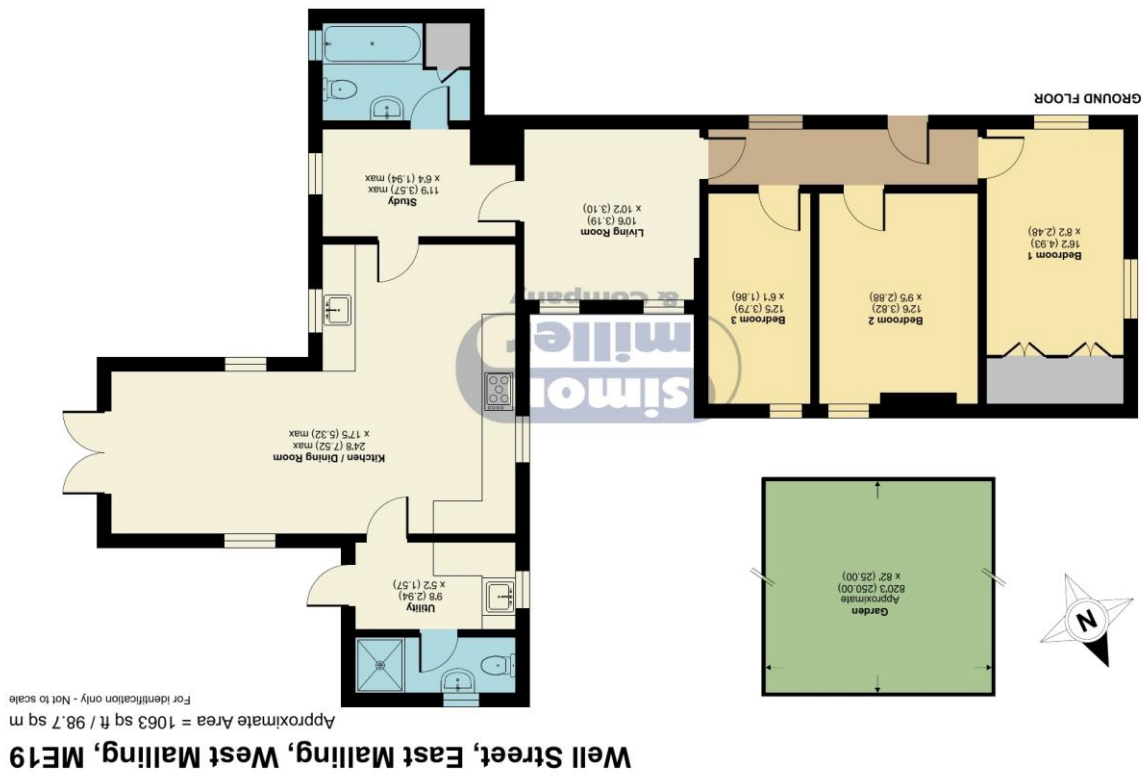 Well Street, East Malling, West Malling, ME19
Approximate Area = 1063 sq ft / 98.7 sq m
For identification only - Not to scale
N
Garden
Approximate
820'3 (250.00)
x 82' (25.00)
Utility
9'8 (2.94)
x 5'2 (1.57)
Kitchen / Dining Room
24'8 (7.52) max
x 17'5 (5.32) max
simon
miller
& company
Bedroom 1
16'2 (4.93)
x 8'2 (2.48)
Bedroom 2
12'6 (3.82)
x 9'5 (2.88)
Bedroom 3
12'5 (3.79)
x 6'1 (1.86)
Living Room
10'6 (3.19)
x 10'2 (3.10)
Study
11'9 (3.57) max
x 6'4 (1.94) max
GROUND FLOOR